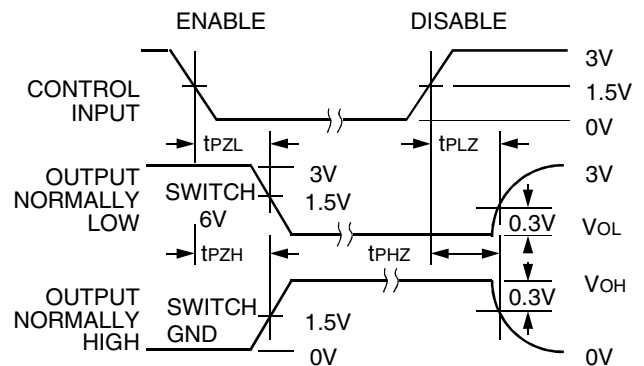 ENABLE DISABLE
3V
CONTROL INPUT 1.5V
0V
tPZL tPLZ
OUTPUT NORMALLY LOW
SWITCH 6V
3V
1.5V
3V
0.3V VOL
tPZH tPHZ
OUTPUT NORMALLY HIGH
SWITCH GND
1.5V
0V
VOH
0.3V
0V